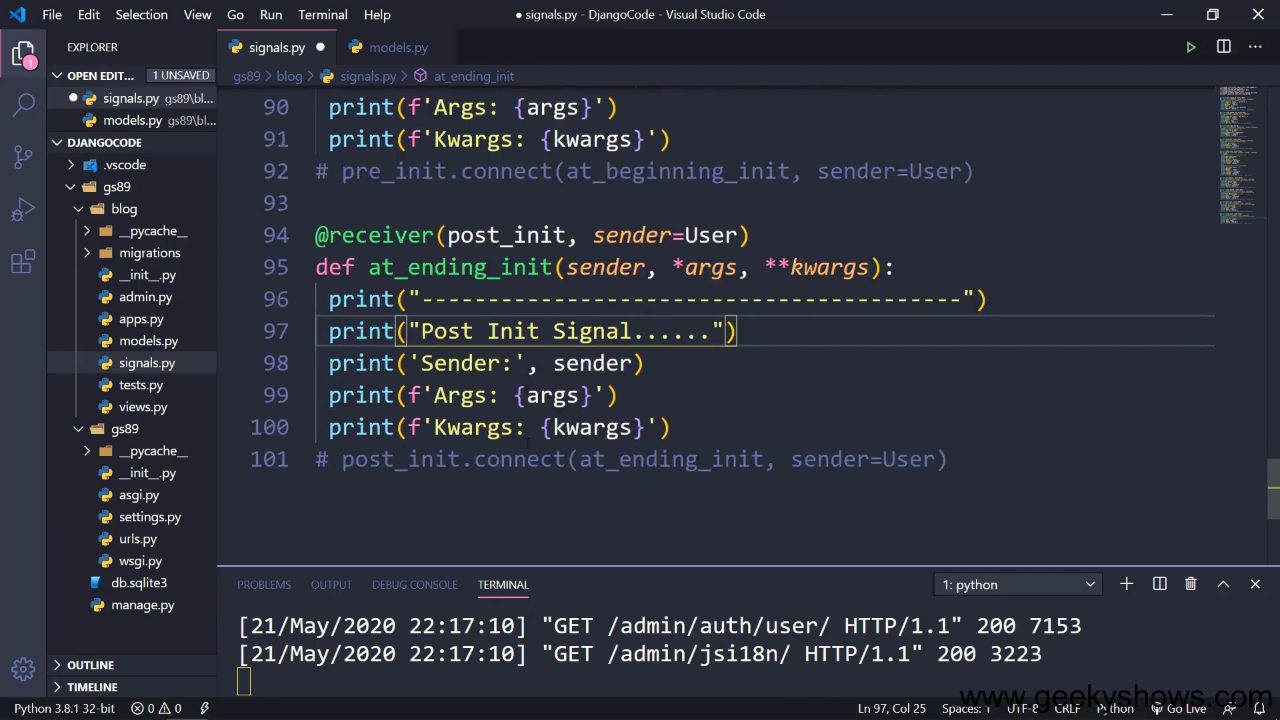 File Edit Selection View Go Run Terminal Help
● signals.py - DjangoCode - Visual Studio Code
EXPLORER
OPEN EDIT... 1 UNSAVED
signals.py gs89\bl...
models.py gs89\bl...
DJANGOCODE
.vscode
gs89
blog
__pycache__
migrations
__init__.py
admin.py
apps.py
models.py
signals.py
tests.py
views.py
gs89
__pycache__
__init__.py
asgi.py
settings.py
urls.py
wsgi.py
db.sqlite3
manage.py
OUTLINE
TIMELINE
signals.py ● models.py
gs89 > blog > signals.py > at_ending_init
90 print(f'Args: {args}')
91 print(f'Kwargs: {kwargs}')
92 # pre_init.connect(at_beginning_init, sender=User)
93
94 @receiver(post_init, sender=User)
95 def at_ending_init(sender, *args, **kwargs):
96 print("-----------------------------------------")
97 print("Post Init Signal......")
98 print('Sender:', sender)
99 print(f'Args: {args}')
100 print(f'Kwargs: {kwargs}')
101 # post_init.connect(at_ending_init, sender=User)
PROBLEMS OUTPUT DEBUG CONSOLE TERMINAL 1: python
[21/May/2020 22:17:10] "GET /admin/auth/user/ HTTP/1.1" 200 7153
[21/May/2020 22:17:10] "GET /admin/jsi18n/ HTTP/1.1" 200 3223
www.geekyshows.com
Python 3.8.1 32-bit 0 0 Ln 97, Col 25 Spaces: 1 UTF-8 CRLF Python Go Live